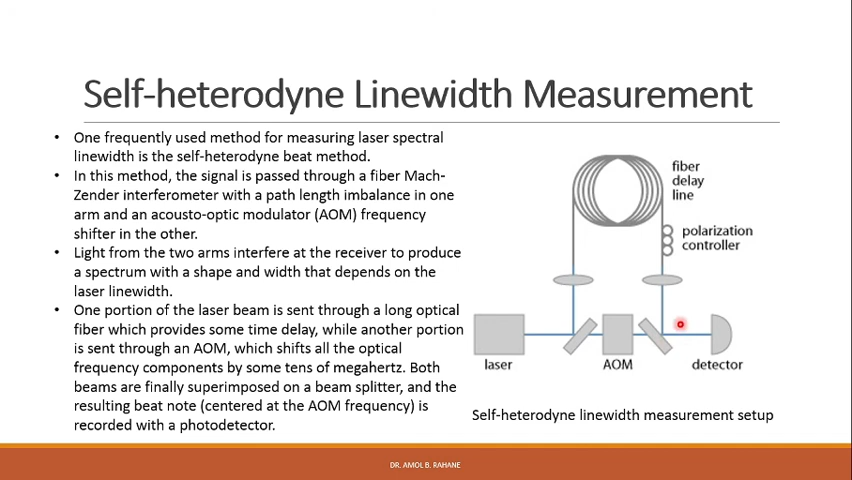 Self-heterodyne Linewidth Measurement
• One frequently used method for measuring laser spectral
linewidth is the self-heterodyne beat method.
• In this method, the signal is passed through a fiber Mach-
Zender interferometer with a path length imbalance in one
arm and an acousto-optic modulator (AOM) frequency
shifter in the other.
• Light from the two arms interfere at the receiver to produce
a spectrum with a shape and width that depends on the
laser linewidth.
• One portion of the laser beam is sent through a long optical
fiber which provides some time delay, while another portion
is sent through an AOM, which shifts all the optical
frequency components by some tens of megahertz. Both
beams are finally superimposed on a beam splitter, and the
resulting beat note (centered at the AOM frequency) is
recorded with a photodetector.
fiber
delay
line
polarization
controller
laser
AOM
detector
Self-heterodyne linewidth measurement setup
DR. AMOL B. RAHANE